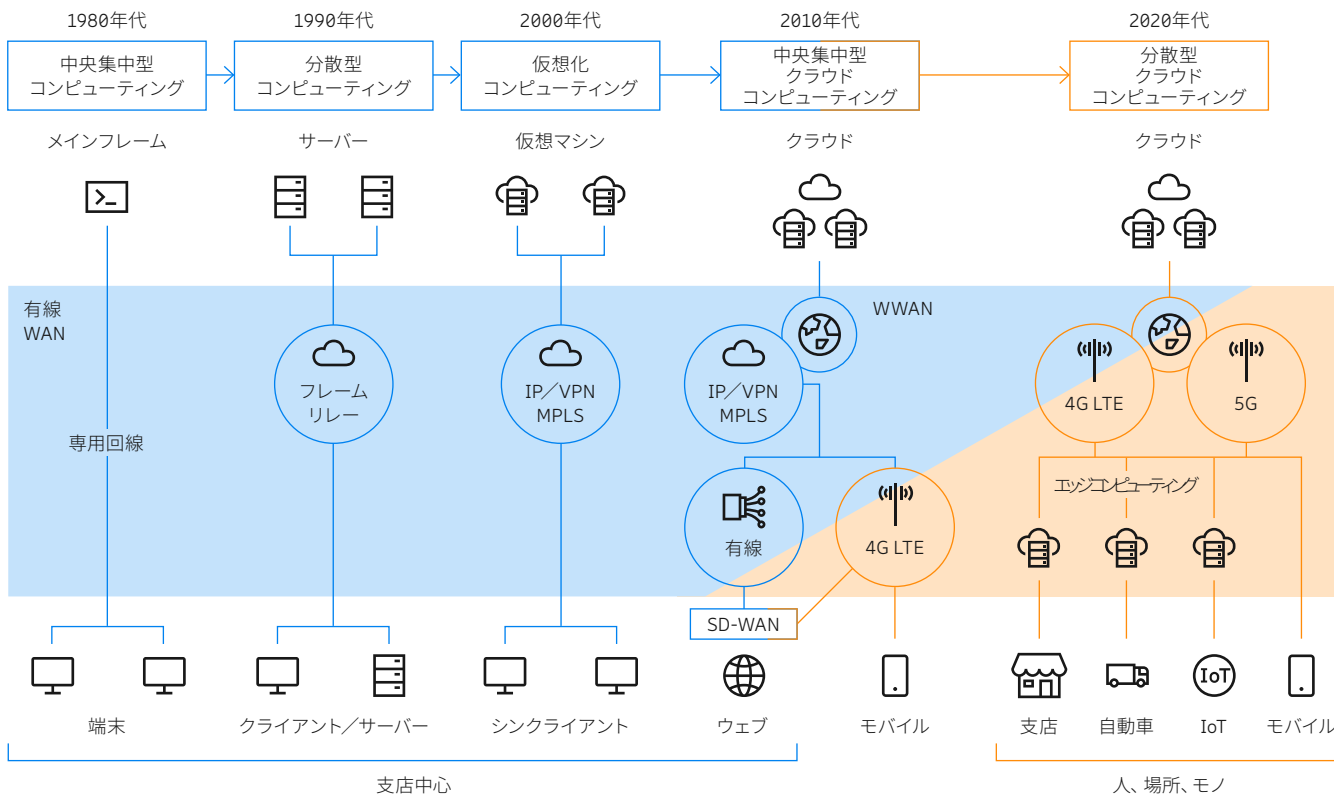 1980年代
1990年代
2000年代
2010年代
2020年代
中央集中型
コンピューティング
分散型
コンピューティング
仮想化
コンピューティング
中央集中型
クラウド
コンピューティング
分散型
クラウド
コンピューティング
メインフレーム
サーバー
仮想マシン
クラウド
クラウド
有線
WAN
WWAN
専用回線
フレーム
リレー
IP／VPN
MPLS
IP／VPN
MPLS
4G LTE
5G
エッジコンピューティング
有線
4G LTE
SD-WAN
IoT
端末
クライアント／サーバー
シンクライアント
ウェブ
モバイル
支店
自動車
IoT
モバイル
支店中心
人、場所、モノ